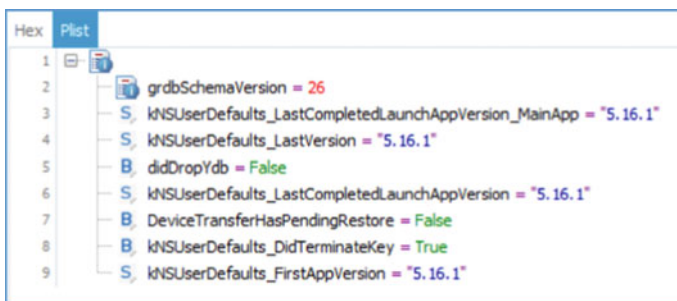 Hex Plist
1
2 grdbSchemaVersion = 26
3 S kNSUserDefaults_LastCompletedLaunchAppVersion_MainApp = "5.16.1"
4 S kNSUserDefaults_LastVersion = "5.16.1"
5 B didDropYdb = False
6 S kNSUserDefaults_LastCompletedLaunchAppVersion = "5.16.1"
7 B DeviceTransferHasPendingRestore = False
8 B kNSUserDefaults_DidTerminateKey = True
9 S kNSUserDefaults_FirstAppVersion = "5.16.1"